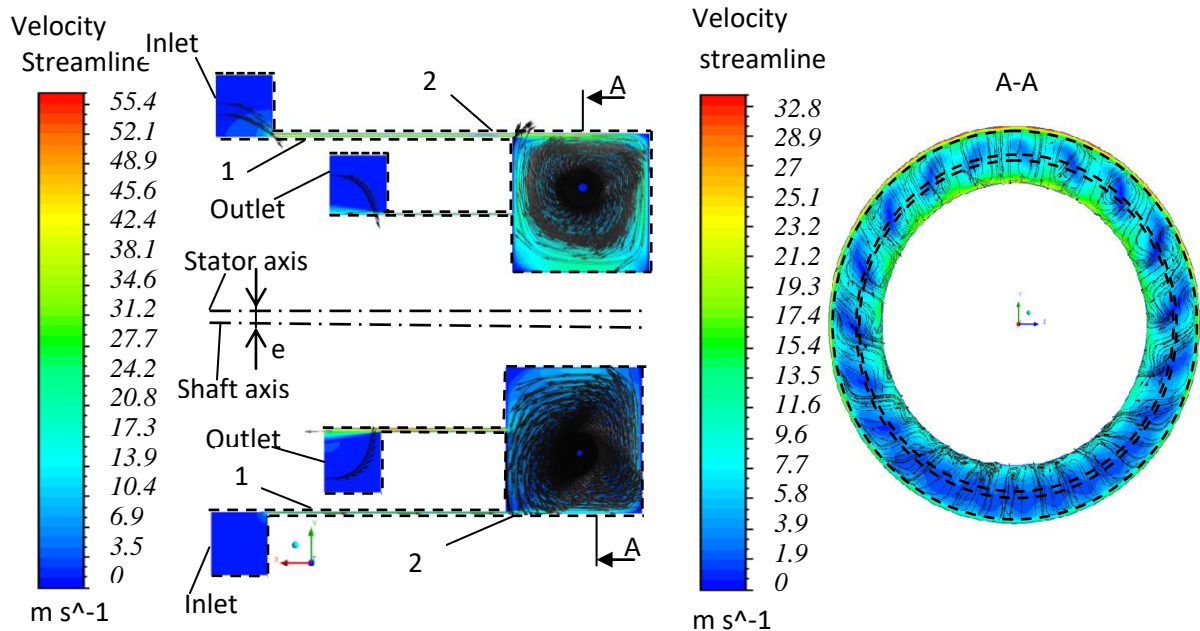 Velocity
Streamline
55.4
52.1
48.9
45.6
42.4
38.1
34.6
31.2
27.7
24.2
20.8
17.3
13.9
10.4
6.9
3.5
0
m s^-1
Inlet
2
A
1
Outlet
Stator axis
e
Shaft axis
Outlet
1
2
A
Inlet
Velocity
streamline
32.8
28.9
27
25.1
23.2
21.2
19.3
17.4
15.4
13.5
11.6
9.6
7.7
5.8
3.9
1.9
0
m s^-1
A-A